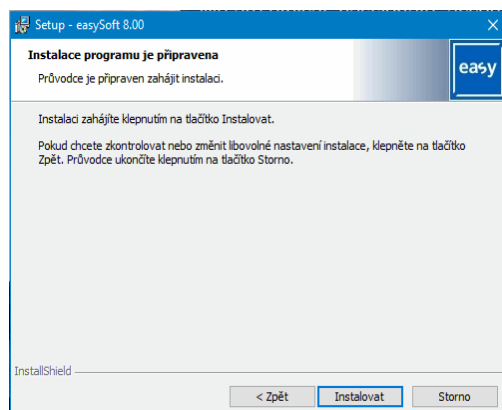 Setup - easySoft 8.00
Instalace programu je připravena
Průvodce je připraven zahájit instalaci.
easy
Instalaci zahájíte klepnutím na tlačítko Instalovat.
Pokud chcete zkontrolovat nebo změnit libovolné nastavení instalace, klepněte na tlačítko
Zpět. Průvodce ukončíte klepnutím na tlačítko Storno.
InstallShield
< Zpět
Instalovat
Storno